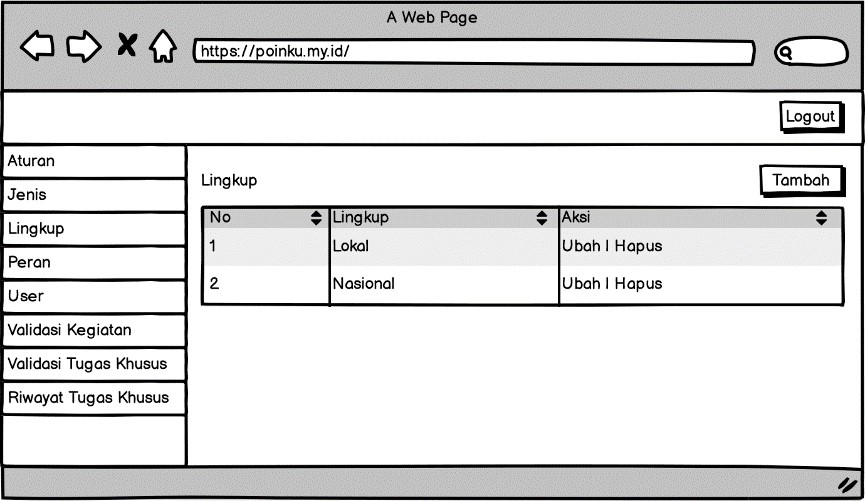 A Web Page
https://poinku.my.id/
Logout
Aturan
Jenis
Lingkup
Peran
User
Validasi Kegiatan
Validasi Tugas Khusus
Riwayat Tugas Khusus
Lingkup
Tambah
No Lingkup Aksi
1 Lokal Ubah | Hapus
2 Nasional Ubah | Hapus